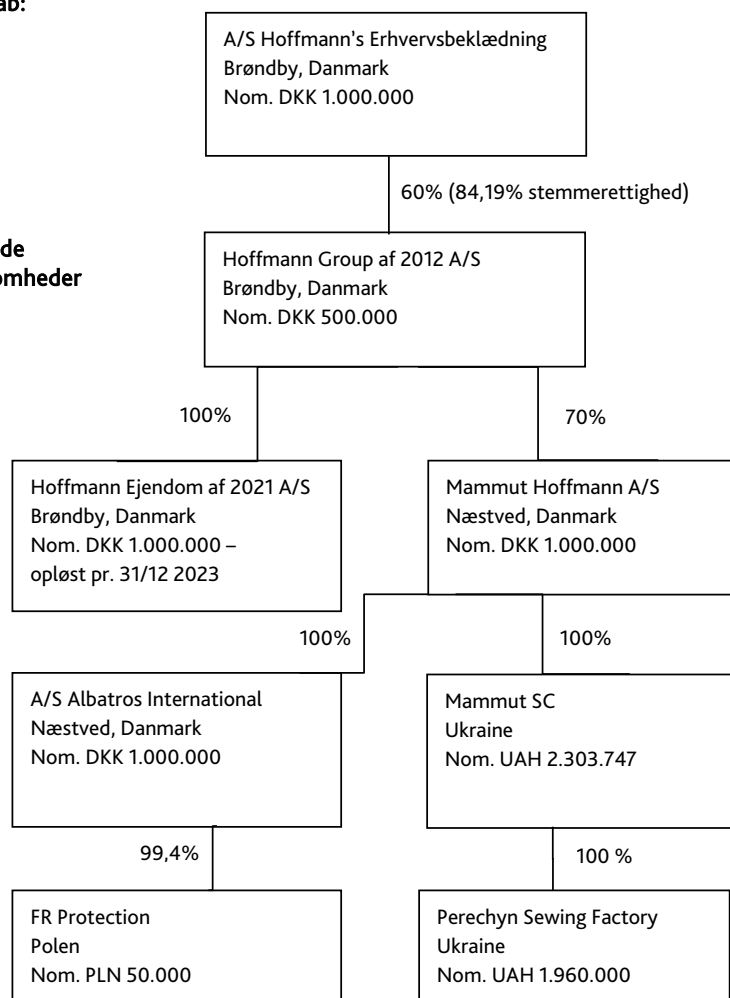 ab:
A/S Hoffmann's Erhvervsbeklædning
Brøndby, Danmark
Nom. DKK 1.000.000
60% (84,19% stemmerettighed)
de
omheder
Hoffmann Group af 2012 A/S
Brøndby, Danmark
Nom. DKK 500.000
100%
70%
Hoffmann Ejendom af 2021 A/S
Brøndby, Danmark
Nom. DKK 1.000.000 –
opløst pr. 31/12 2023
Mammut Hoffmann A/S
Næstved, Danmark
Nom. DKK 1.000.000
100%
100%
A/S Albatros International
Næstved, Danmark
Nom. DKK 1.000.000
Mammut SC
Ukraine
Nom. UAH 2.303.747
99,4%
100 %
FR Protection
Polen
Nom. PLN 50.000
Perechyn Sewing Factory
Ukraine
Nom. UAH 1.960.000